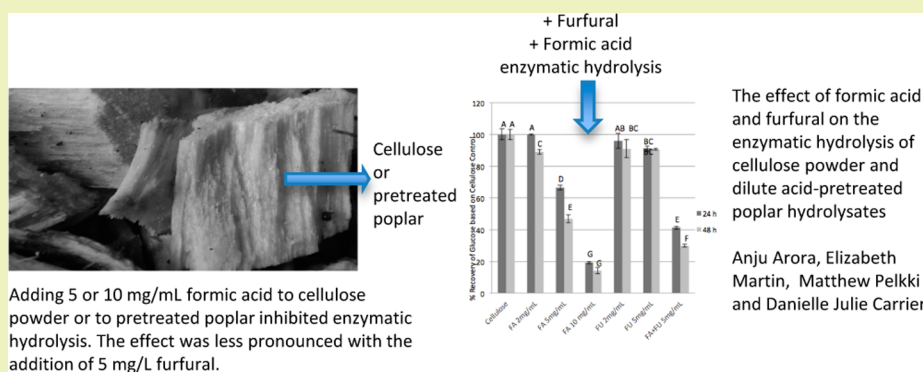 + Furfural
+ Formic acid
enzymatic hydrolysis
Cellulose
or
pretreated
poplar
% Recovery of Glucose based on Cellulose Control
120
100
80
60
40
20
0
A A
A
C
D
E
G
G
AB BC
BC
BC
E
F
24 h
48 h
Cellulose
FA 2mg/mL
FA 5mg/mL
FA 10 mg/mL
FU 2mg/mL
FU 5mg/mL
FA+FU 5mg/mL
The effect of formic acid
and furfural on the
enzymatic hydrolysis of
cellulose powder and
dilute acid-pretreated
poplar hydrolysates
Anju Arora, Elizabeth
Martin, Matthew Pelkki
and Danielle Julie Carrier
Adding 5 or 10 mg/mL formic acid to cellulose
powder or to pretreated poplar inhibited enzymatic
hydrolysis. The effect was less pronounced with the
addition of 5 mg/L furfural.